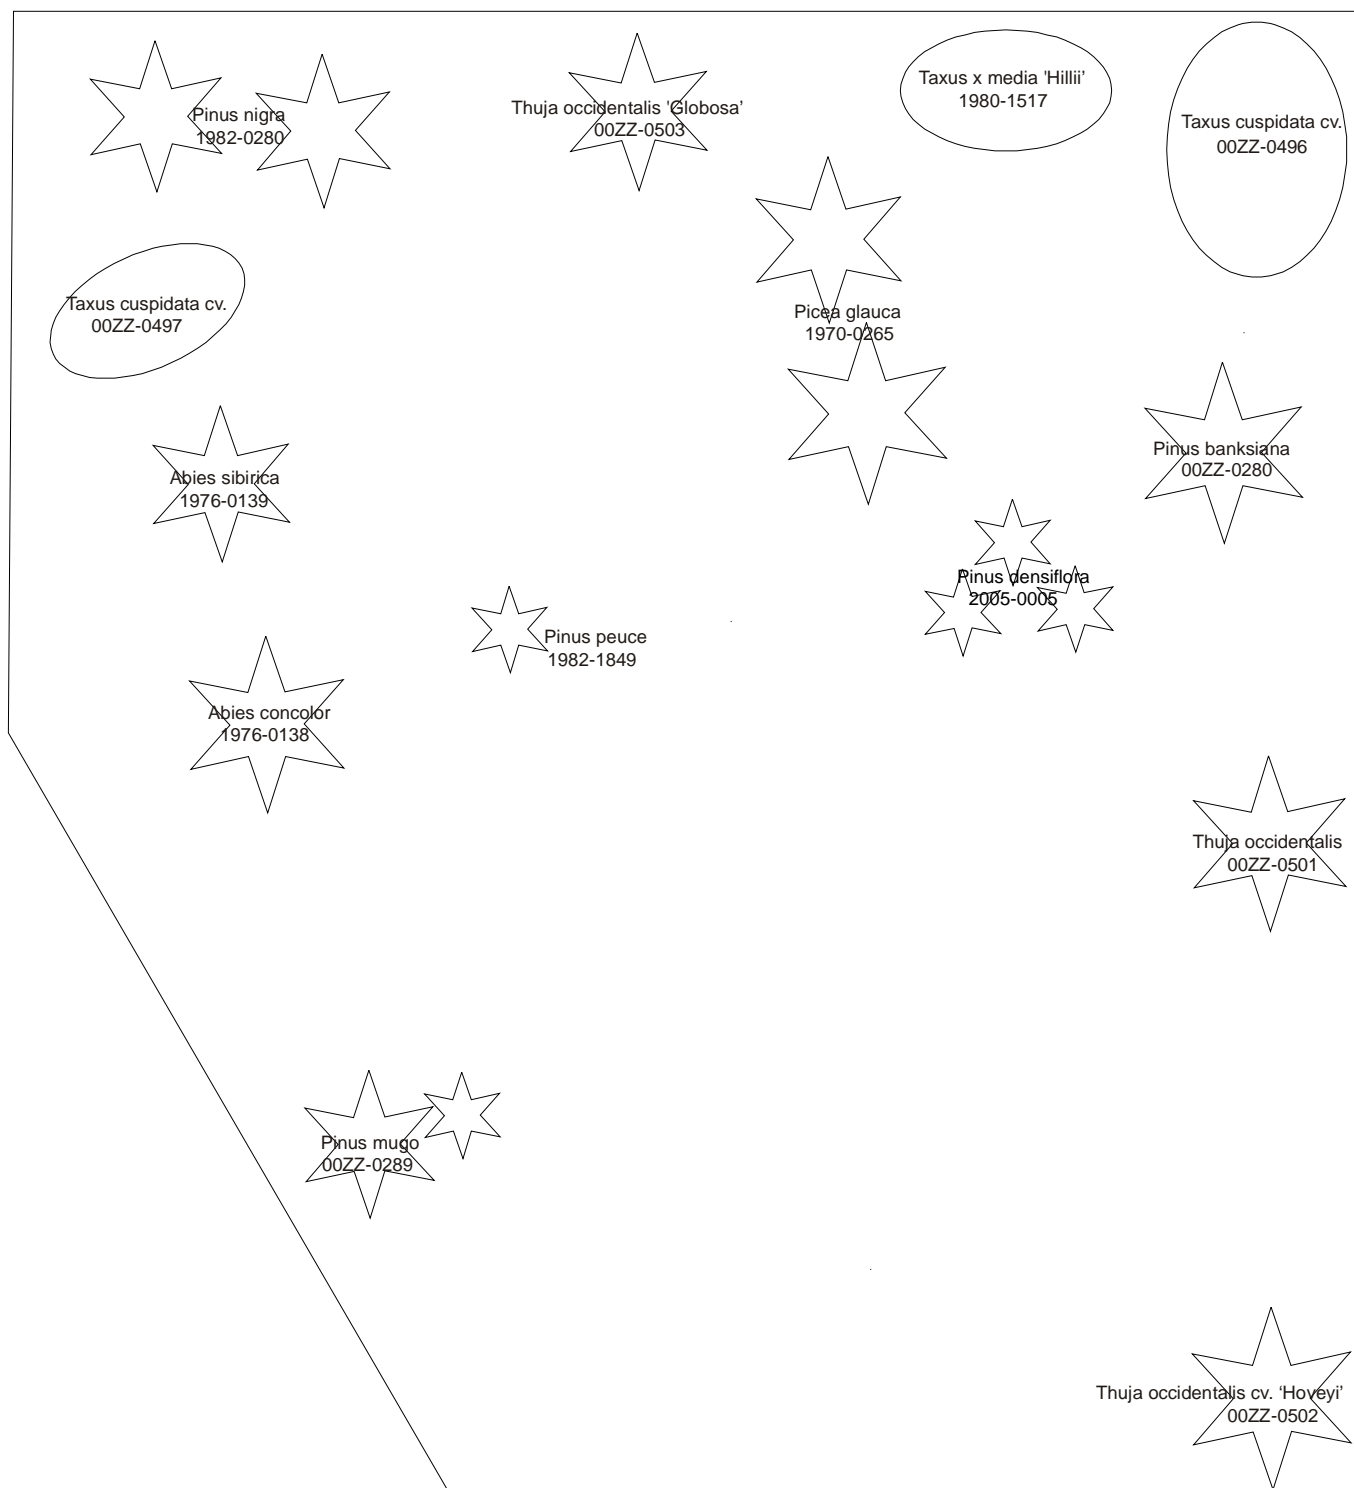 Pinus nigra
1982-0280
Thuja occidentalis 'Globosa’
00ZZ-0503
Taxus x media 'Hillii’
1980-1517
Taxus cuspidata cv.
00ZZ-0496
Taxus cuspidata cv.
00ZZ-0497
Picea glauca
1970-0265
Abies sibirica
1976-0139
Pinus banksiana
00ZZ-0280
Pinus densiflora
2005-0005
Pinus peuce
1982-1849
Abies concolor
1976-0138
Thuja occidentalis
00ZZ-0501
Pinus mugo
00ZZ-0289
Thuja occidentalis cv. ‘Hoveyi’
00ZZ-0502